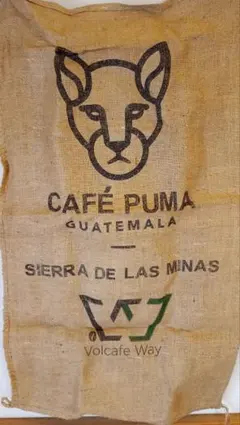 CAFÉ PUMA
GUATEMALA
SIERRA DE LAS MINAS
Volcafe Way